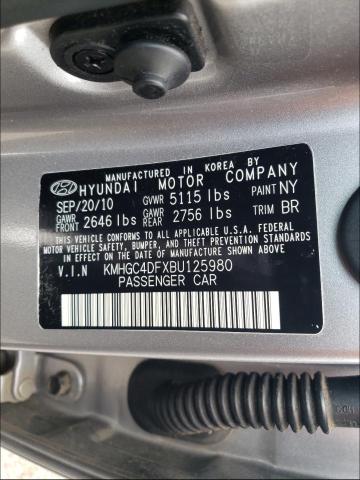 MANUFACTURED IN KOREA BY
HYUNDAI MOTOR COMPANY
SEP/20/10 GVWR 5115 lbs PAINT NY
GAWR FRONT 2646 lbs GAWR REAR 2756 lbs TRIM BR
THIS VEHICLE CONFORMS TO ALL APPLICABLE U.S.A FEDERAL
MOTOR VEHICLE SAFETY, BUMPER, AND THEFT PREVENTION
STANDARDS IN EFFECT ON THE DATE OF MANUFACTURE SHOWN ABOVE
V.I.N KMHGC4DFXBU125980
PASSENGER CAR